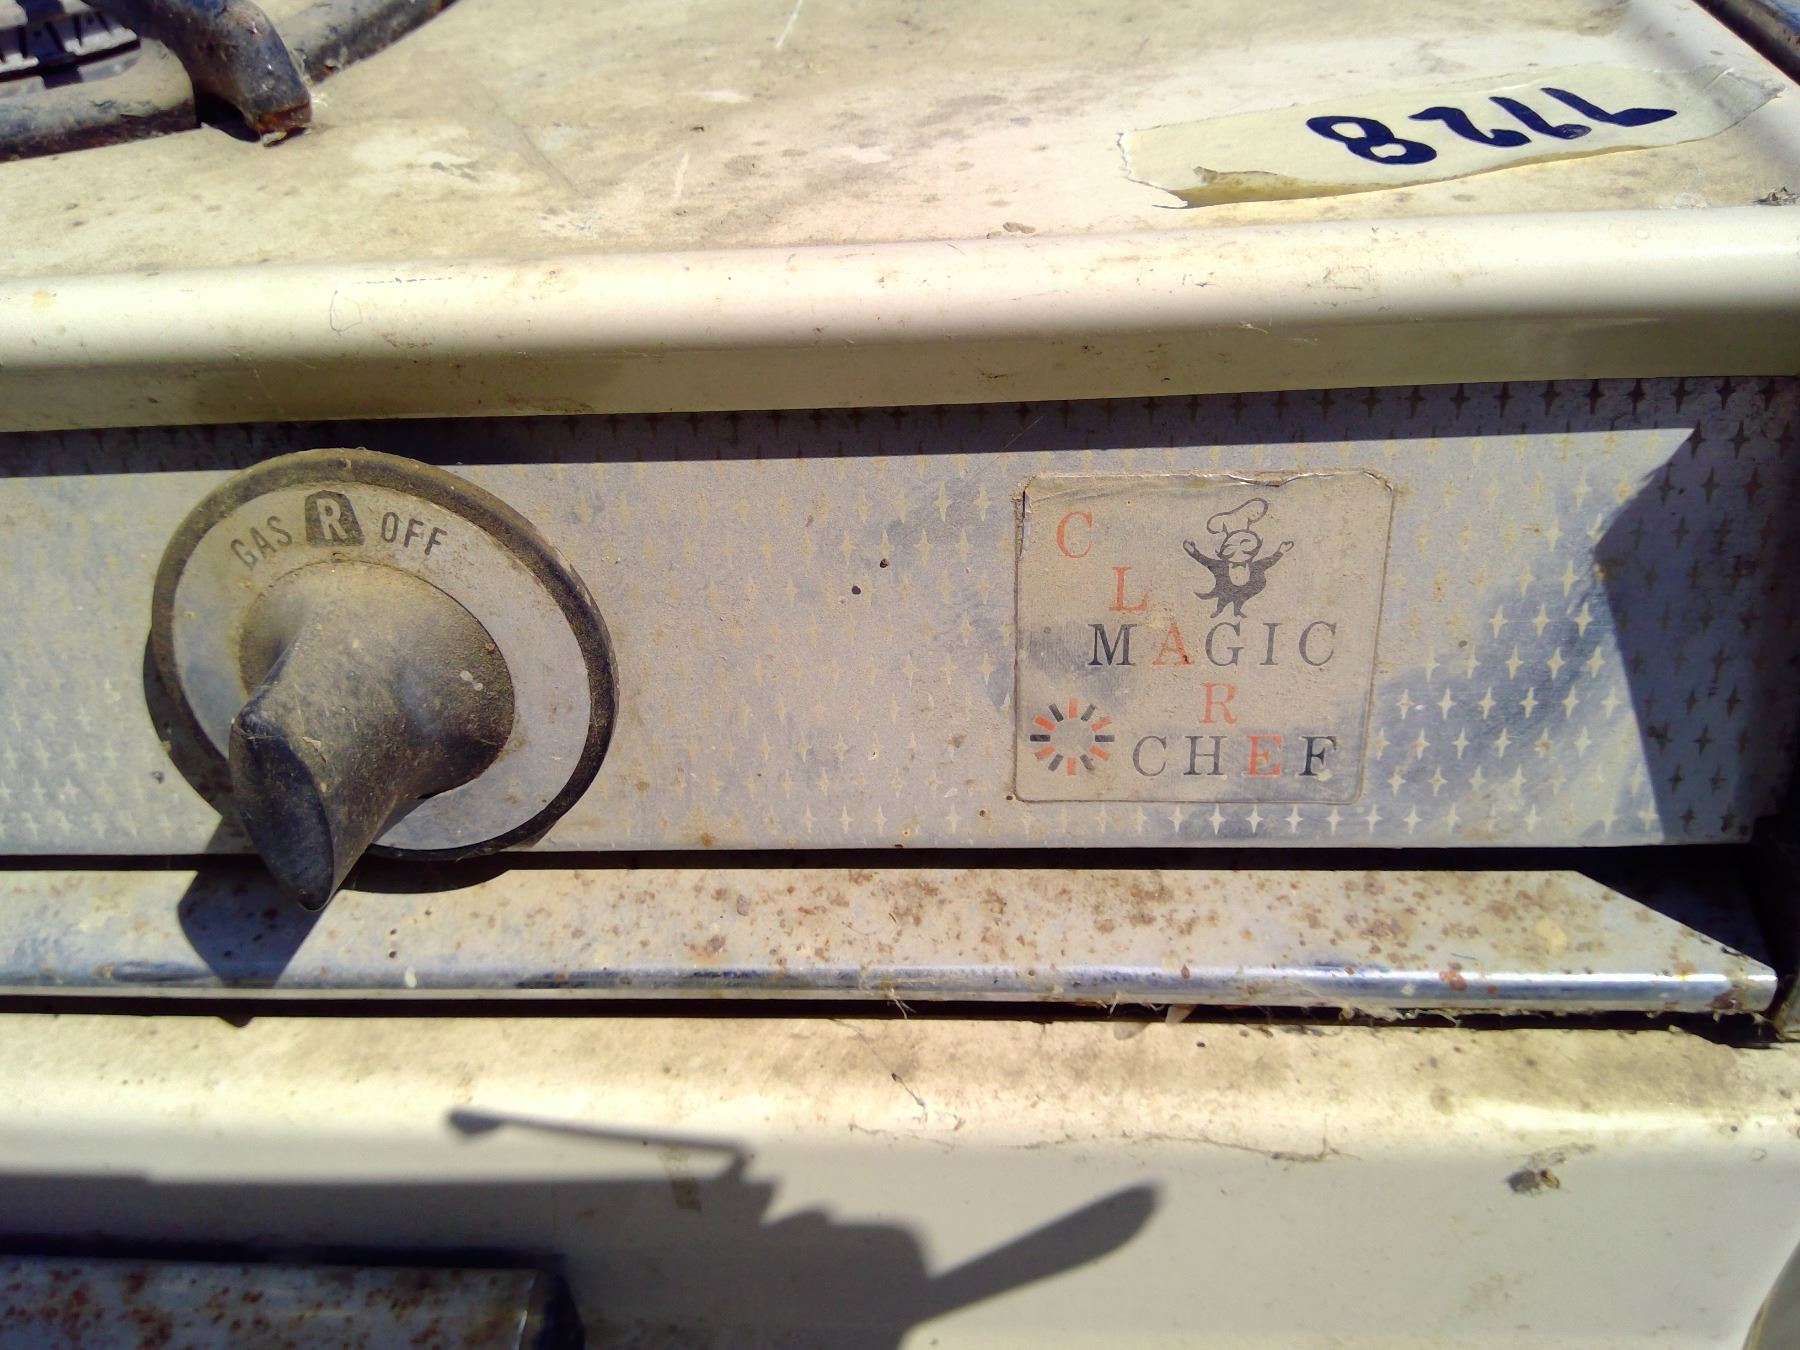 1128
GAS R OFF
C
L
MAGIC
R
CHEF